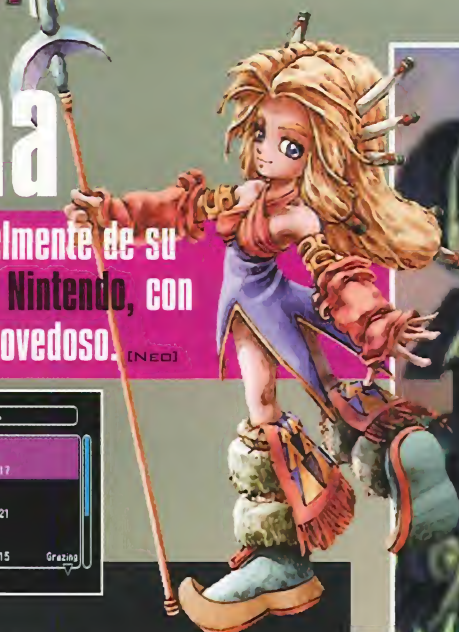 na
lmente de su
Nintendo, con
ovedoso. [NEO]
17
21
15 Grazing